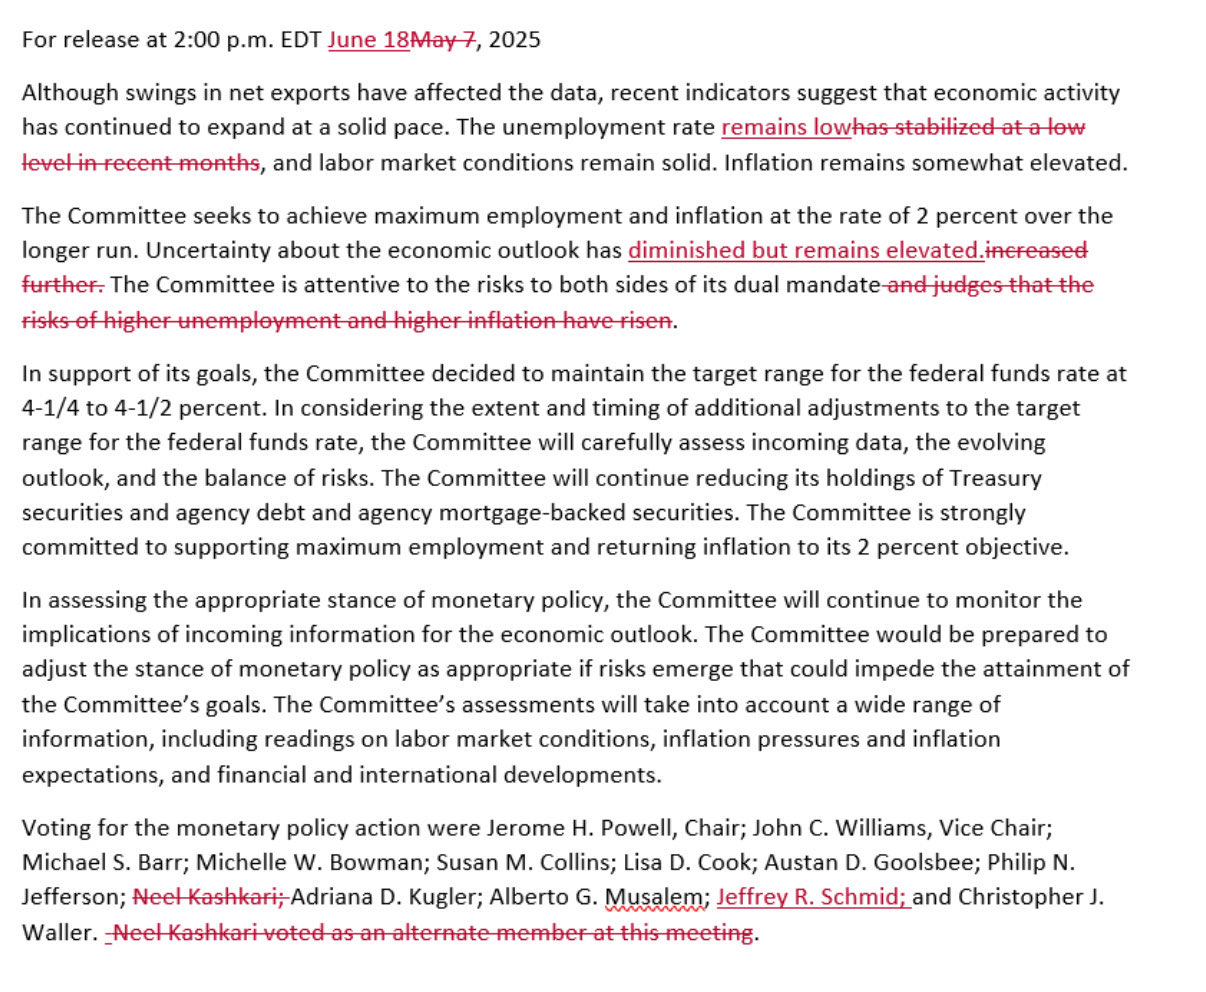 For release at 2:00 p.m. EDT June 18May 7, 2025
Although swings in net exports have affected the data, recent indicators suggest that economic activity
has continued to expand at a solid pace. The unemployment rate remains lowhas stabilized at a low
level in recent months, and labor market conditions remain solid. Inflation remains somewhat elevated.
The Committee seeks to achieve maximum employment and inflation at the rate of 2 percent over the
longer run. Uncertainty about the economic outlook has diminished but remains elevated.increased
further. The Committee is attentive to the risks to both sides of its dual mandate and judges that the
risks of higher unemployment and higher inflation have risen.
In support of its goals, the Committee decided to maintain the target range for the federal funds rate at
4-1/4 to 4-1/2 percent. In considering the extent and timing of additional adjustments to the target
range for the federal funds rate, the Committee will carefully assess incoming data, the evolving
outlook, and the balance of risks. The Committee will continue reducing its holdings of Treasury
securities and agency debt and agency mortgage-backed securities. The Committee is strongly
committed to supporting maximum employment and returning inflation to its 2 percent objective.
In assessing the appropriate stance of monetary policy, the Committee will continue to monitor the
implications of incoming information for the economic outlook. The Committee would be prepared to
adjust the stance of monetary policy as appropriate if risks emerge that could impede the attainment of
the Committee’s goals. The Committee’s assessments will take into account a wide range of
information, including readings on labor market conditions, inflation pressures and inflation
expectations, and financial and international developments.
Voting for the monetary policy action were Jerome H. Powell, Chair; John C. Williams, Vice Chair;
Michael S. Barr; Michelle W. Bowman; Susan M. Collins; Lisa D. Cook; Austan D. Goolsbee; Philip N.
Jefferson; Neel Kashkari; Adriana D. Kugler; Alberto G. Musalem; Jeffrey R. Schmid; and Christopher J.
Waller. Neel Kashkari voted as an alternate member at this meeting.